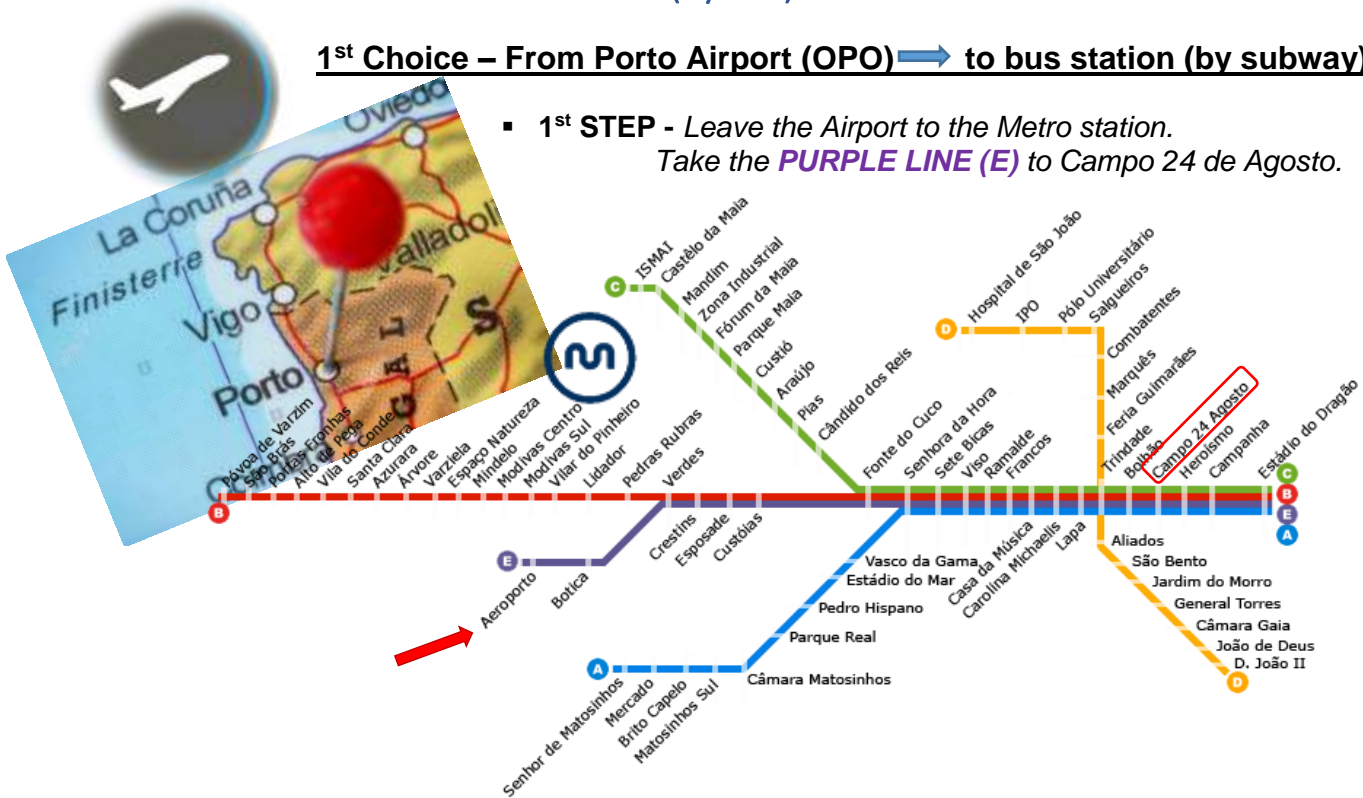 1st Choice – From Porto Airport (OPO) to bus station (by subway)
▪ 1st STEP - Leave the Airport to the Metro station.
Take the PURPLE LINE (E) to Campo 24 de Agosto.
Oviedo
La Coruña
Finisterre
Valladoli
Vigo
S
GAL
Porto
C
ISMAI
Castêlo da Maia
Mandim
Zona Industrial
Fórum da Maia
Parque Maia
Custió
Araújo
Pias
Cândido dos Reis
Fonte do Cuco
Senhora da Hora
Sete Bicas
Viso
Ramalde
Francos
D
Hospital de São João
IPO
Pólo Universitário
Salgueiros
Combatentes
Marquês
Feria Guimarães
Trindade
Bolhão
Campo 24 Agosto
Heroísmo
Campanha
Estádio do Dragão
C
B
E
A
Póvoa de Varzim
São Brás
Portas Fronhas
Alto de Pega
Vila do Conde
Santa Clara
Azurara
Árvore
Varziela
Espaço Natureza
Mindelo
Modivas Centro
Modivas Sul
Vilar do Pinheiro
Lidador
Pedras Rubras
Verdes
B
E
Aeroporto
Botica
Crestins
Esposade
Custóias
Vasco da Gama
Estádio do Mar
Pedro Hispano
Parque Real
Câmara Matosinhos
Casa da Música
Carolina Michaelis
Lapa
Aliados
São Bento
Jardim do Morro
General Torres
Câmara Gaia
João de Deus
D. João II
D
A
Senhor de Matosinhos
Mercado
Brito Capelo
Matosinhos Sul